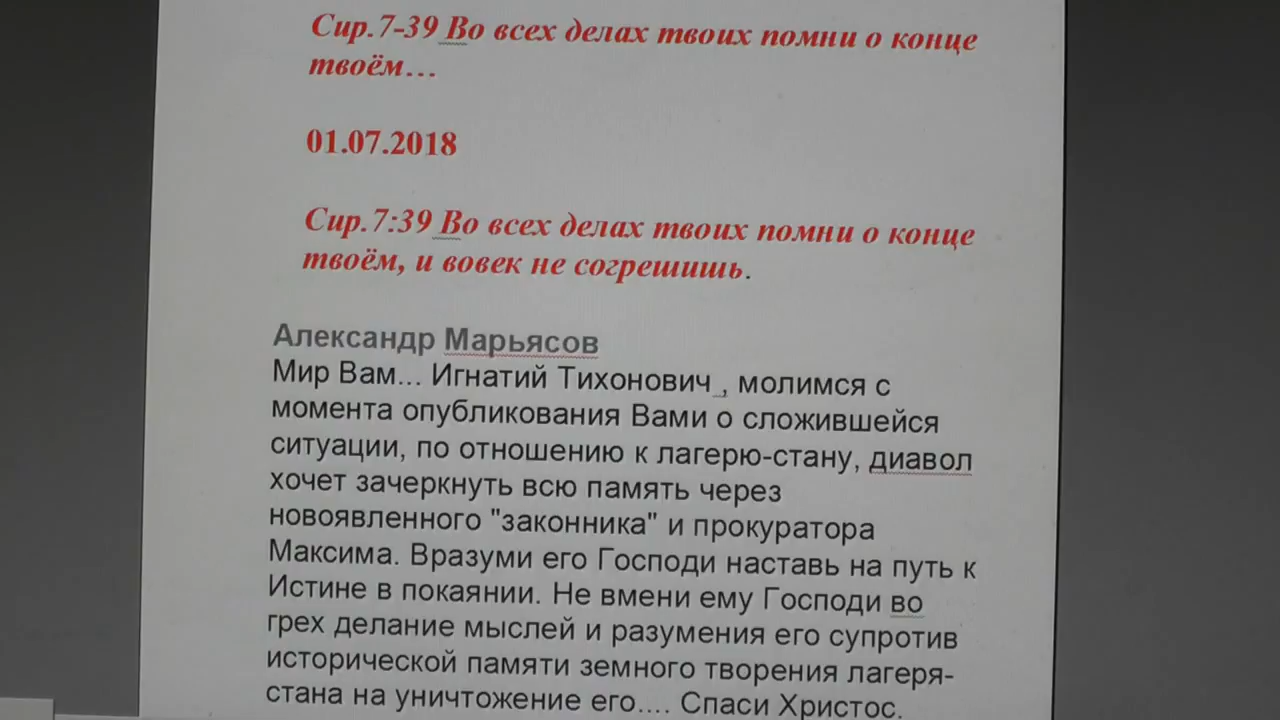 Сир.7-39 Во всех делах твоих помни о конце
твоём...
01.07.2018
Сир.7:39 Во всех делах твоих помни о конце
твоём, и вовек не согрешишь.
Александр Марьясов
Мир Вам... Игнатий Тихонович , молимся с
момента опубликования Вами о сложившейся
ситуации, по отношению к лагерю-стану, диавол
хочет зачеркнуть всю память через
новоявленного "законника" и прокуратора
Максима. Вразуми его Господи наставь на путь к
Истине в покаянии. Не вмени ему Господи во
грех делание мыслей и разумения его супротив
исторической памяти земного творения лагеря-
стана на уничтожение его.... Спаси Христос.